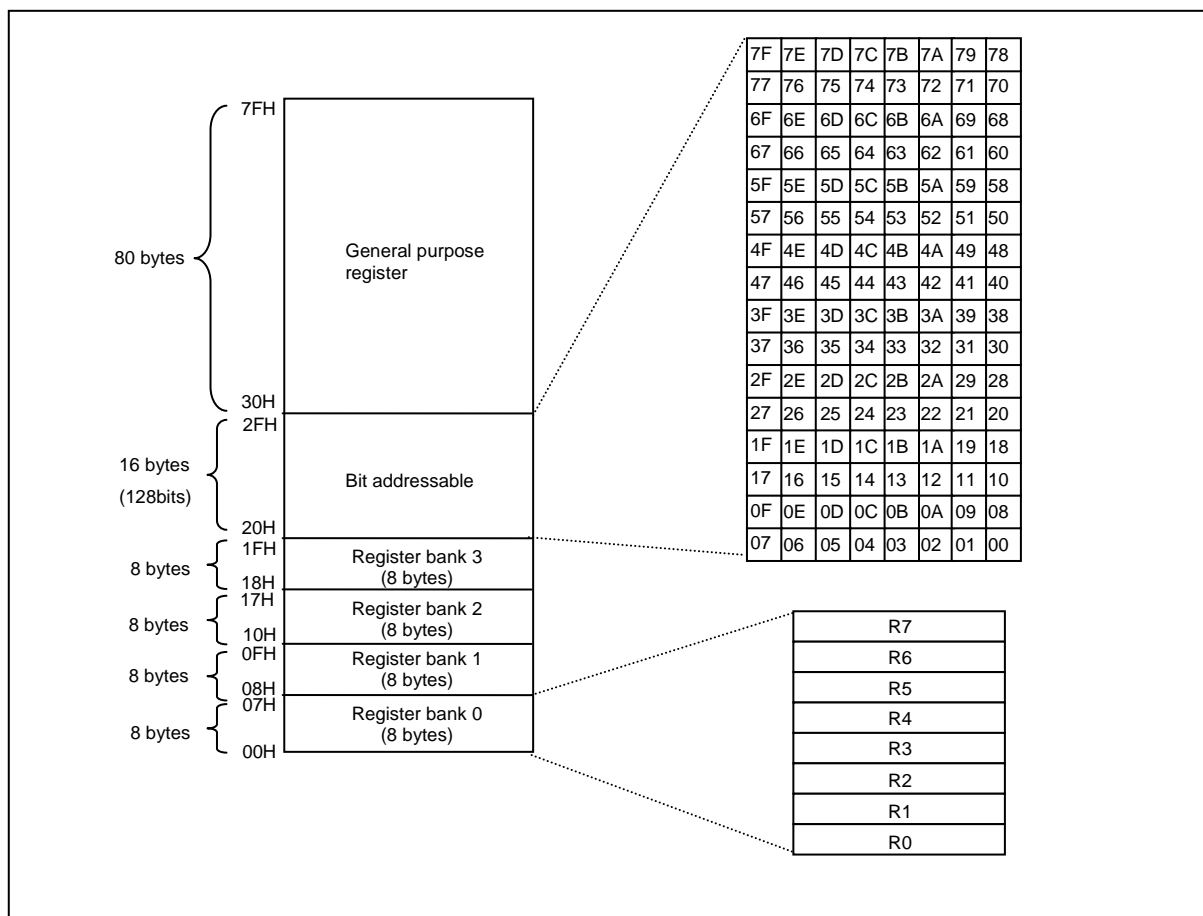 7FH
80 bytes
General purpose
register
30H
2FH
16 bytes
(128bits)
Bit addressable
20H
1FH
8 bytes
Register bank 3
(8 bytes)
18H
17H
8 bytes
Register bank 2
(8 bytes)
10H
0FH
8 bytes
Register bank 1
(8 bytes)
08H
07H
8 bytes
Register bank 0
(8 bytes)
00H
7F 7E 7D 7C 7B 7A 79 78
77 76 75 74 73 72 71 70
6F 6E 6D 6C 6B 6A 69 68
67 66 65 64 63 62 61 60
5F 5E 5D 5C 5B 5A 59 58
57 56 55 54 53 52 51 50
4F 4E 4D 4C 4B 4A 49 48
47 46 45 44 43 42 41 40
3F 3E 3D 3C 3B 3A 39 38
37 36 35 34 33 32 31 30
2F 2E 2D 2C 2B 2A 29 28
27 26 25 24 23 22 21 20
1F 1E 1D 1C 1B 1A 19 18
17 16 15 14 13 12 11 10
0F 0E 0D 0C 0B 0A 09 08
07 06 05 04 03 02 01 00
R7
R6
R5
R4
R3
R2
R1
R0